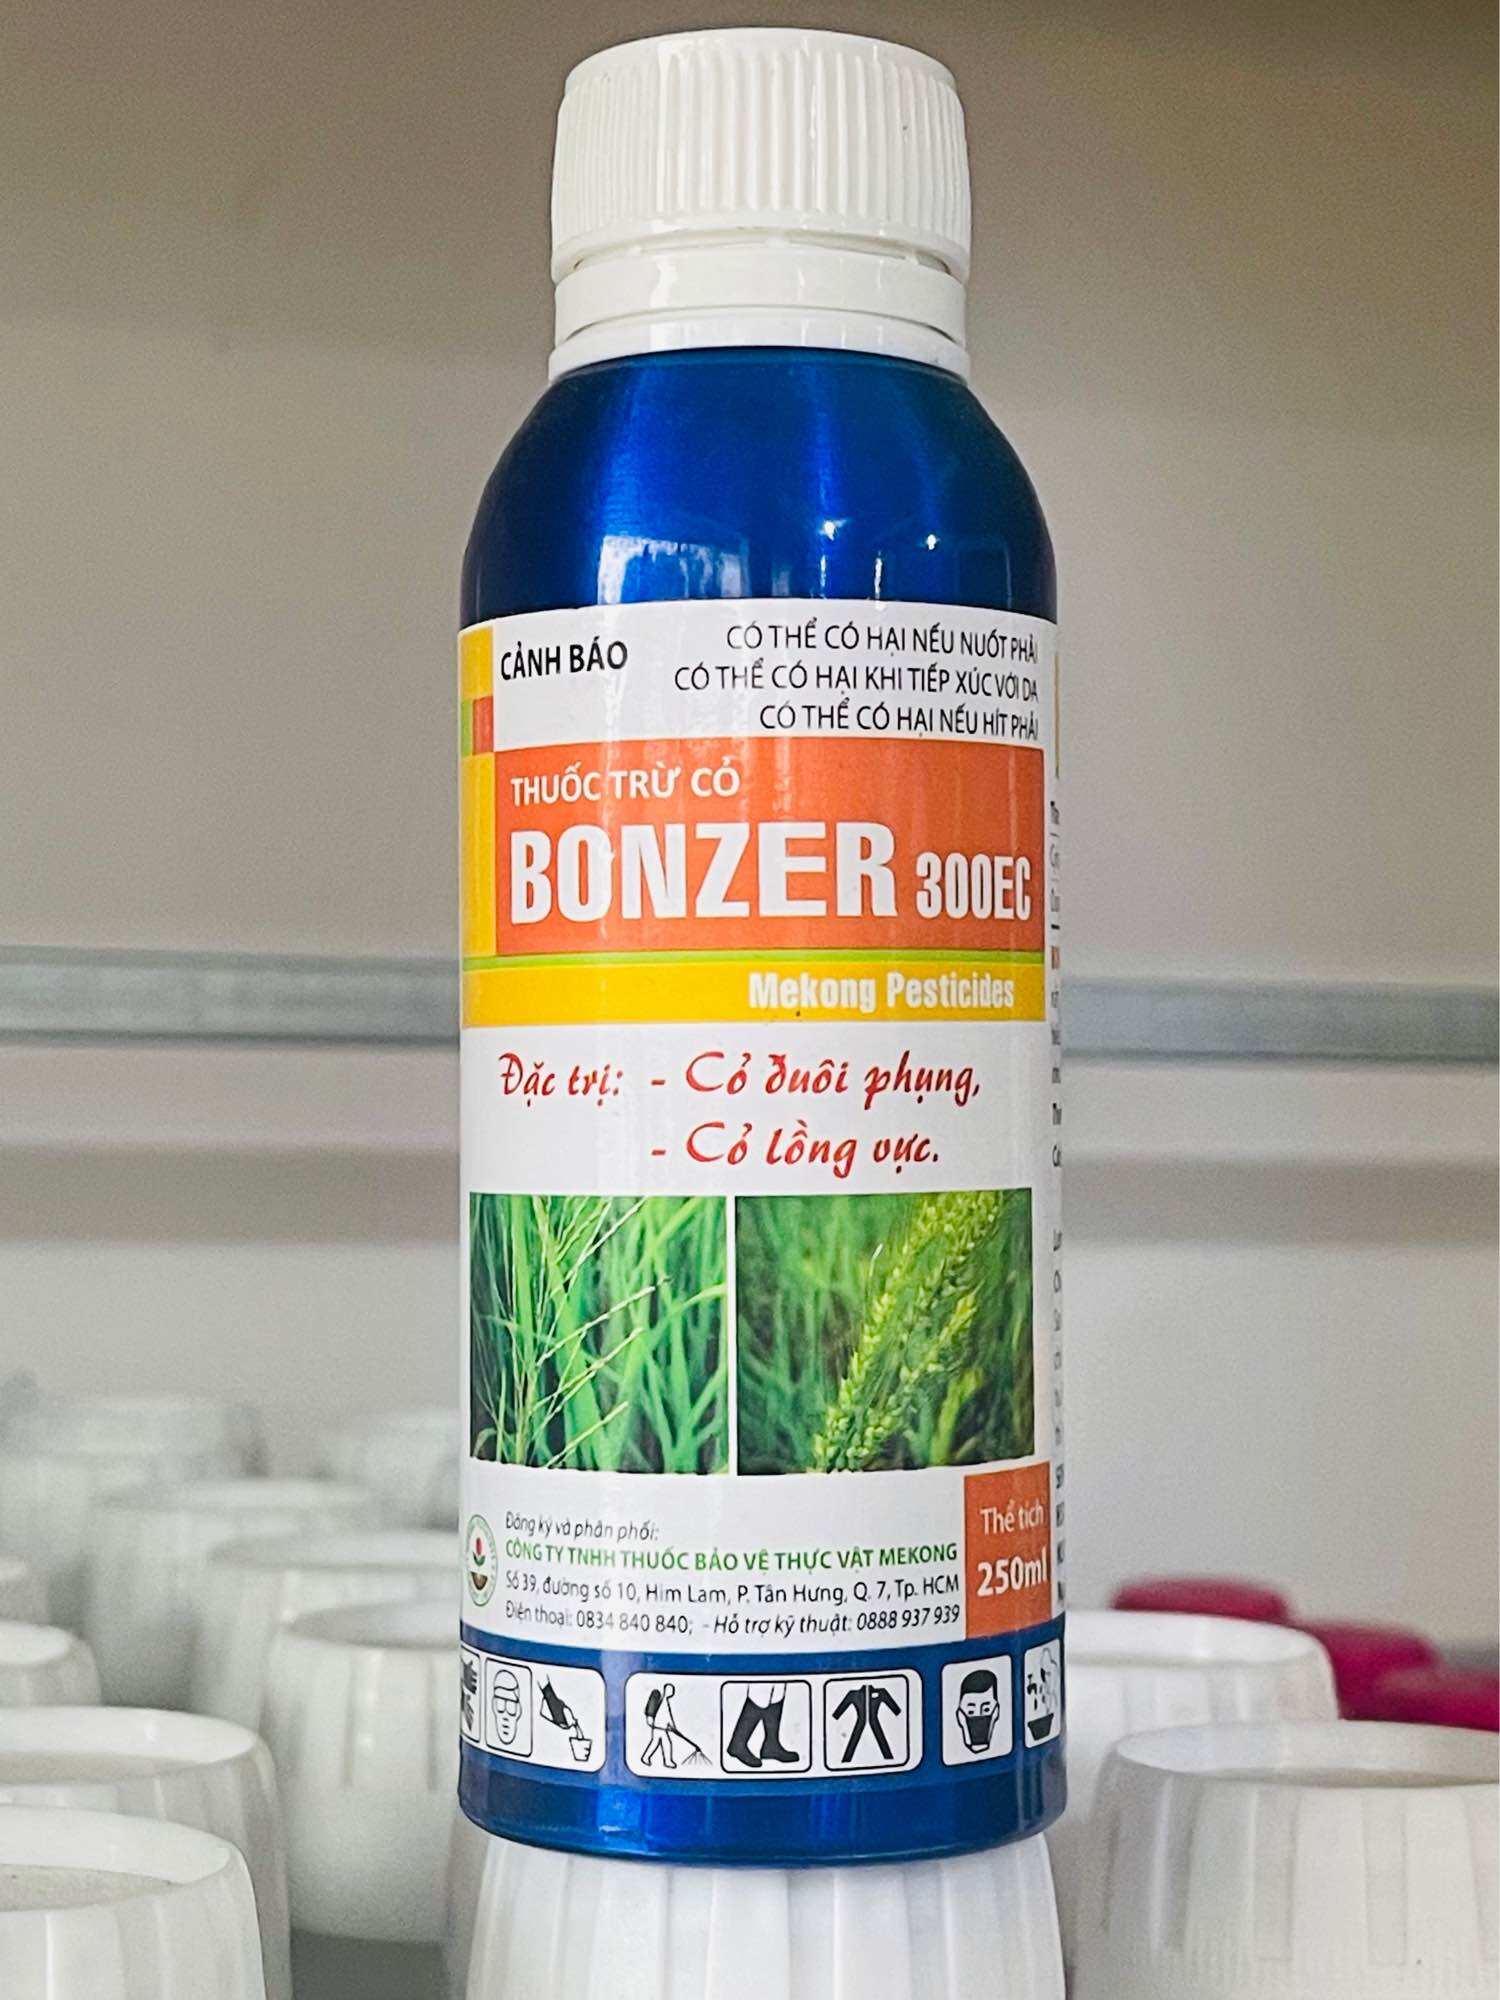 CẢNH BÁO
CÓ THỂ CÓ HẠI NẾU NUỐT PHẢI
CÓ THỂ CÓ HẠI KHI TIẾP XÚC VỚI DA
CÓ THỂ CÓ HẠI NẾU HÍT PHẢI
THUỐC TRỪ CỎ
BONZER 300EC
Mekong Pesticides
Đặc trị: - Cỏ đuôi phụng,
- Cỏ lồng vực.
Đăng ký và phân phối:
CÔNG TY TNHH THUỐC BẢO VỆ THỰC VẬT MEKONG
Số 39, đường số 10, Him Lam, P. Tân Hưng, Q. 7, Tp. HCM
Điện thoại: 0834 840 840; - Hỗ trợ kỹ thuật: 0888 937 939
Thể tích
250ml